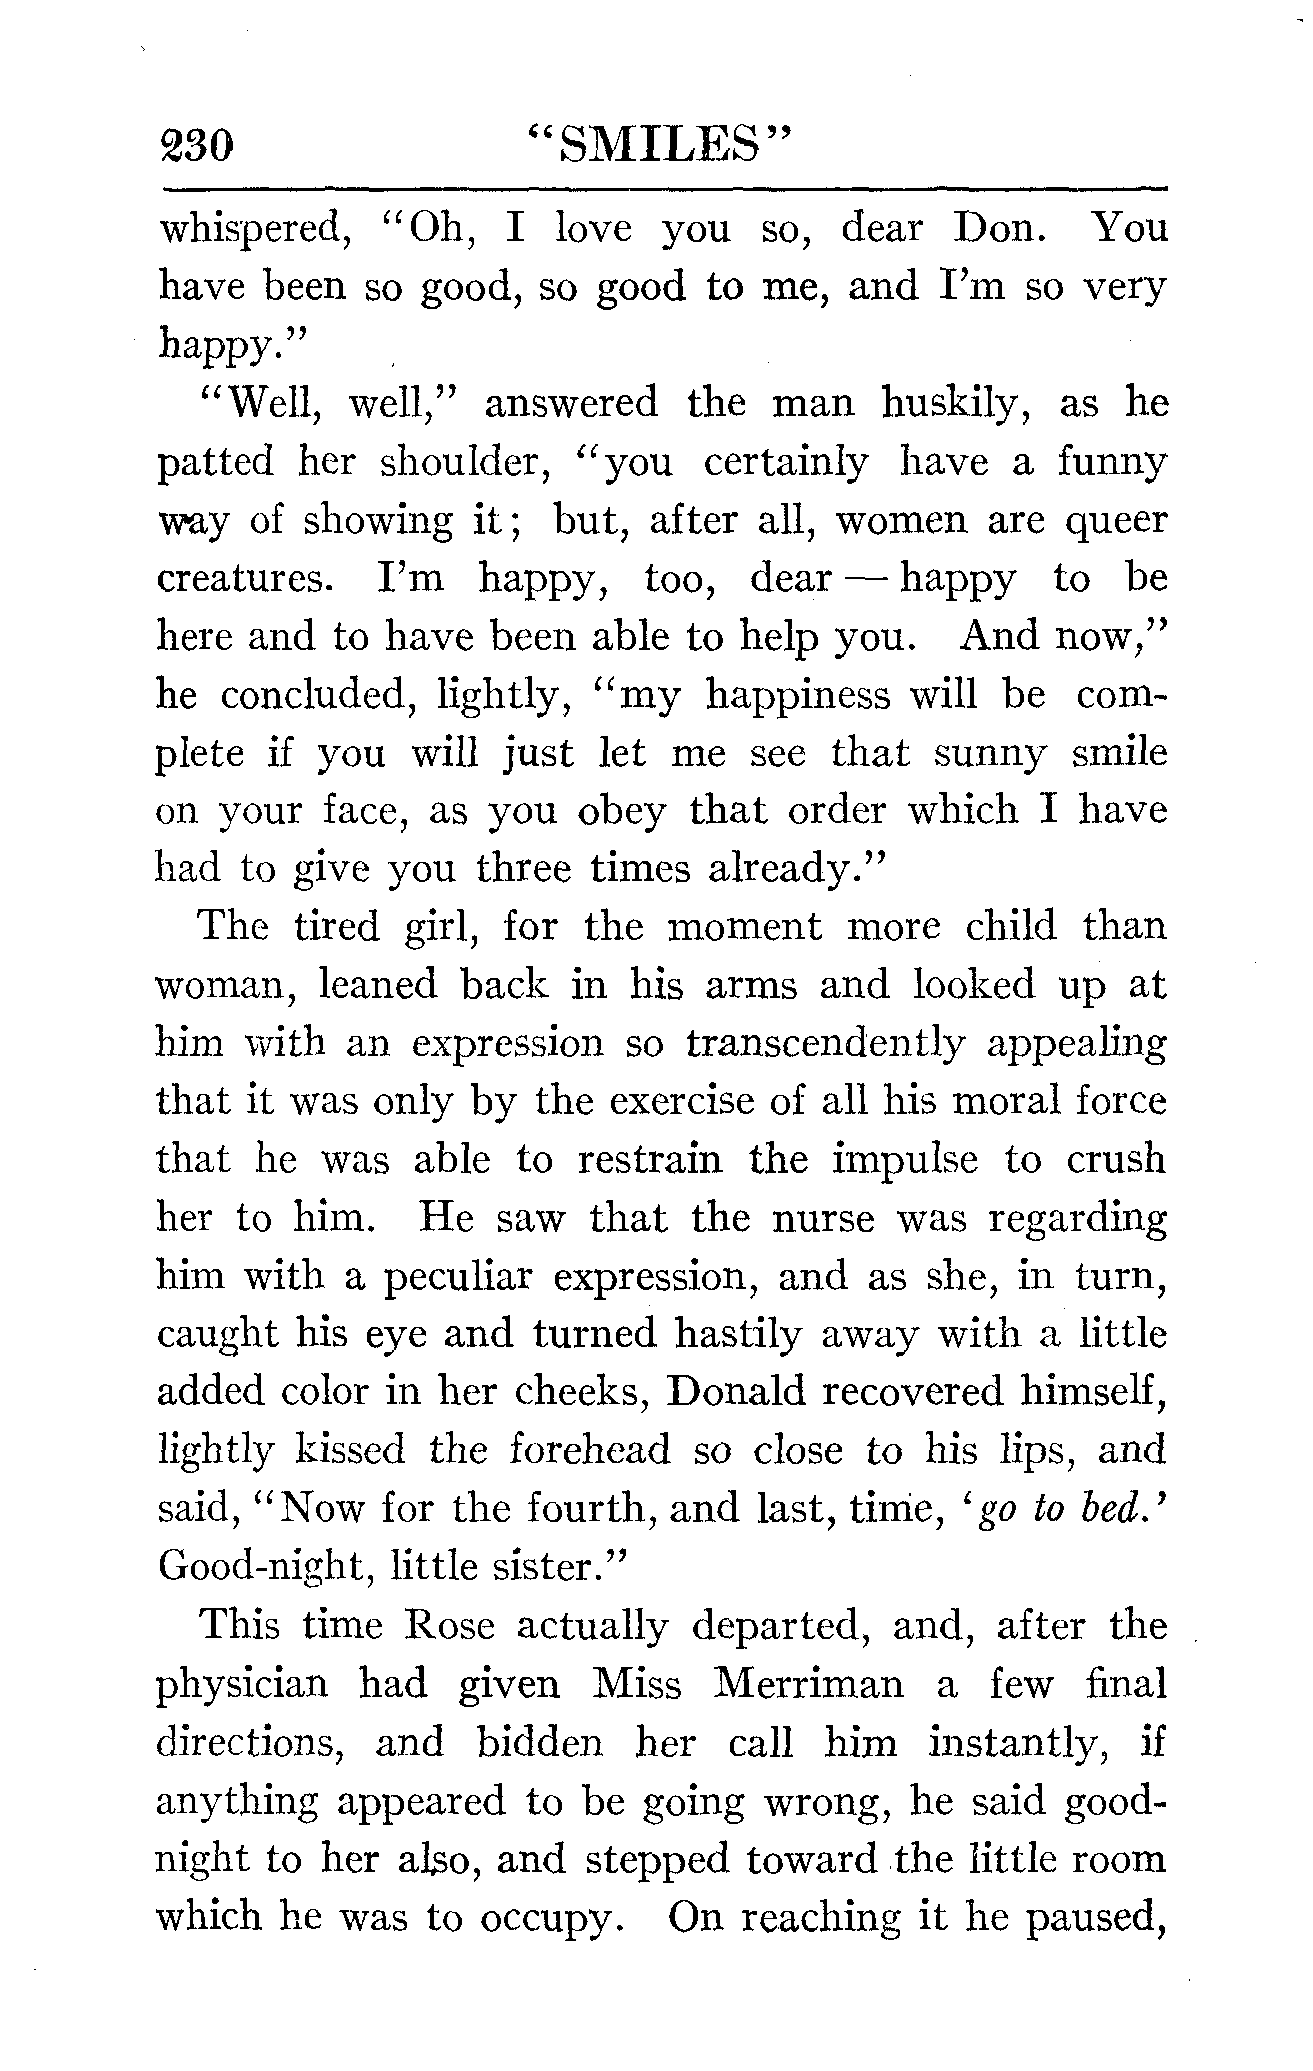 230 "SMILES"
whispered, "Oh, I love you so, dear Don. You
have been so good, so good to me, and I'm so very
happy."
"Well, well," answered the man huskily, as he
patted her shoulder, "you certainly have a funny
way of showing it; but, after all, women are queer
creatures. I'm happy, too, dear — happy to be
here and to have been able to help you. And now,"
he concluded, lightly, "my happiness will be com-
plete if you will just let me see that sunny smile
on your face, as you obey that order which I have
had to give you three times already."
The tired girl, for the moment more child than
woman, leaned back in his arms and looked up at
him with an expression so transcendently appealing
that it was only by the exercise of all his moral force
that he was able to restrain the impulse to crush
her to him. He saw that the nurse was regarding
him with a peculiar expression, and as she, in turn,
caught his eye and turned hastily away with a little
added color in her cheeks, Donald recovered himself,
lightly kissed the forehead so close to his lips, and
said, "Now for the fourth, and last, time, 'go to bed.'
Good-night, little sister."
This time Rose actually departed, and, after the
physician had given Miss Merriman a few final
directions, and bidden her call him instantly, if
anything appeared to be going wrong, he said good-
night to her also, and stepped toward the little room
which he was to occupy. On reaching it he paused,